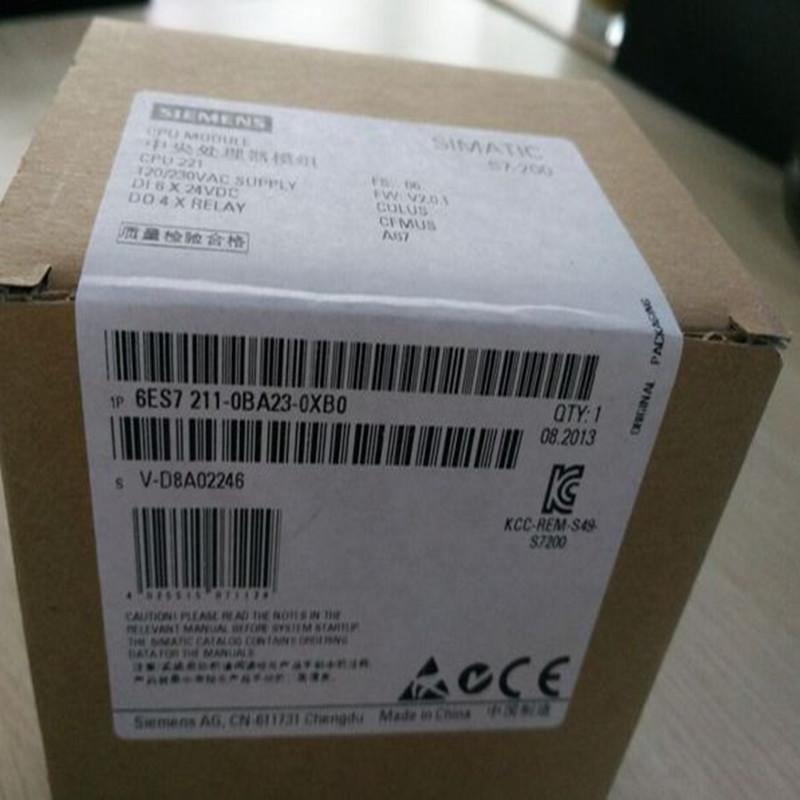 SIEMENS
SIMATIC
S7-200
CPU MODULE
中央处理器模组
CPU 221
120/230VAC SUPPLY
DI 6 X 24VDC
DO 4 X RELAY
FS: 06
FW: V2.0.1
CULUS
CFMUS
质量检验合格
ORIGINAL PACKAGING
1P 6ES7 211-0BA23-0XB0
QTY: 1
08.2013
S V-D8A02246
KCC-REM-S49-
S7200
CAUTION! PLEASE READ THE NOTES IN THE
RELEVANT MANUAL BEFORE SYSTEM STARTUP.
THE SIMATIC CATALOG CONTAINS ORDERING
DATA FOR THE MANUALS
CE
Siemens AG, CN-611731 Chengdu Made in China 中国制造